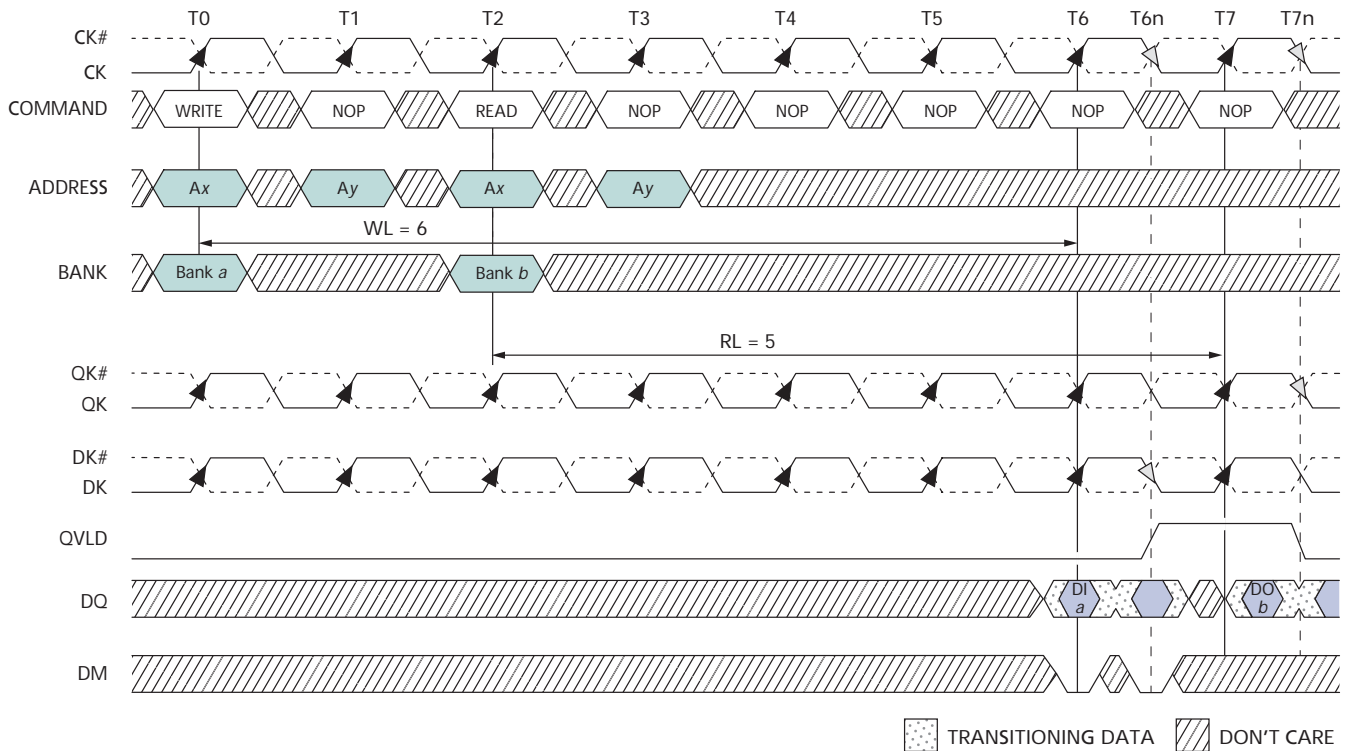 T0 T1 T2 T3 T4 T5 T6 T6n T7 T7n
CK#
CK
COMMAND WRITE NOP READ NOP NOP NOP NOP NOP
ADDRESS Ax Ay Ax Ay
WL = 6
BANK Bank a Bank b
RL = 5
QK#
QK
DK#
DK
QVLD
DQ DI a DO b
DM
TRANSITIONING DATA DON'T CARE